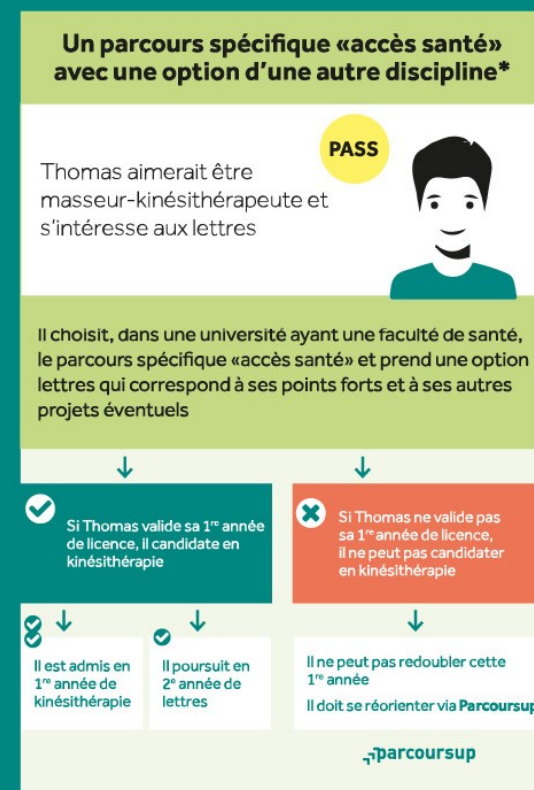 Un parcours spécifique «accès santé»
avec une option d’une autre discipline*
PASS
Thomas aimerait être
masseur-kinésithérapeute et
s’intéresse aux lettres
Il choisit, dans une université ayant une faculté de santé,
le parcours spécifique «accès santé» et prend une option
lettres qui correspond à ses points forts et à ses autres
projets éventuels
Si Thomas valide sa 1re année
de licence, il candidate en
kinésithérapie
Si Thomas ne valide pas
sa 1re année de licence,
il ne peut pas candidater
en kinésithérapie
Il est admis en
1re année de
kinésithérapie
Il poursuit en
2e année de
lettres
Il ne peut pas redoubler cette
1re année
Il doit se réorienter via Parcoursup
parcoursup